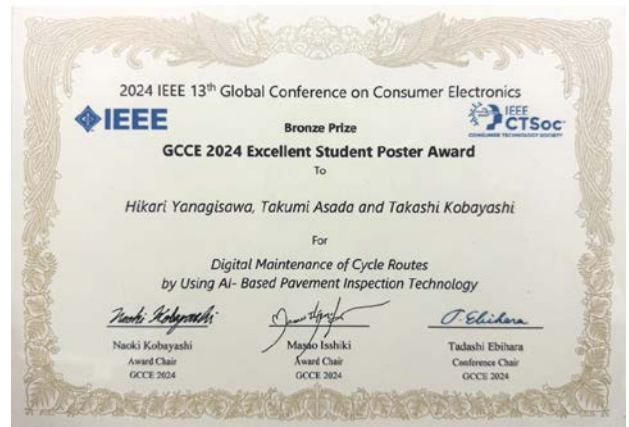 2024 IEEE 13th Global Conference on Consumer Electronics
IEEE
IEEE
CTSoc
CONSUMER TECHNOLOGY SOCIETY
Bronze Prize
GCCE 2024 Excellent Student Poster Award
To
Hikari Yanagisawa, Takumi Asada and Takashi Kobayashi
For
Digital Maintenance of Cycle Routes
by Using AI- Based Pavement Inspection Technology
Naoki Kobayashi
T. Ebihara
Naoki Kobayashi
Masao Isshiki
Tadashi Ebihara
Award Chair
Award Chair
Conference Chair
GCCE 2024
GCCE 2024
GCCE 2024